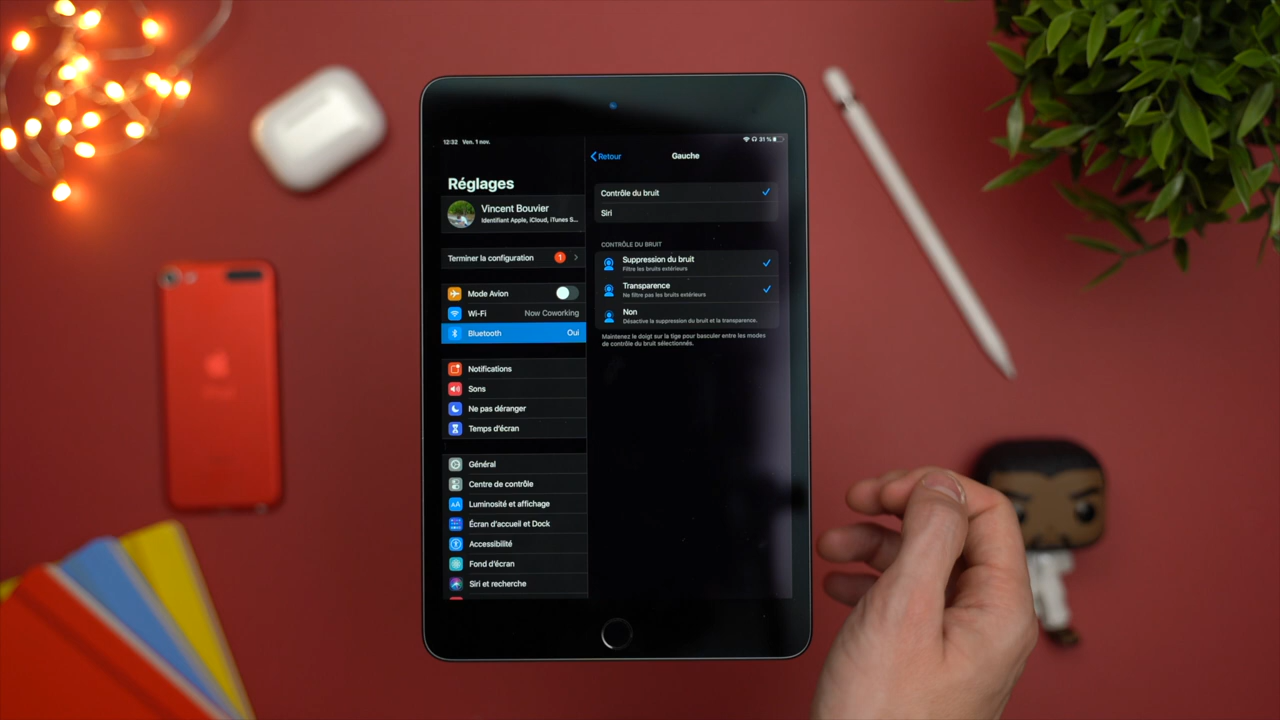 12:32 Ven. 1 nov.
31 %
Réglages
Vincent Bouvier
Identifiant Apple, iCloud, iTunes S...
Terminer la configuration
1
Mode Avion
Wi-Fi
Now Coworking
Bluetooth
Oui
Notifications
Sons
Ne pas déranger
Temps d'écran
Général
Centre de contrôle
AA
Luminosité et affichage
Écran d'accueil et Dock
Accessibilité
Fond d'écran
Siri et recherche
Retour
Gauche
Contrôle du bruit
Siri
CONTRÔLE DU BRUIT
Suppression du bruit
Filtre les bruits extérieurs
Transparence
Ne filtre pas les bruits extérieurs
Non
Désactive la suppression du bruit et la transparence.
Maintenez le doigt sur la tige pour basculer entre les modes
de contrôle du bruit sélectionnés.